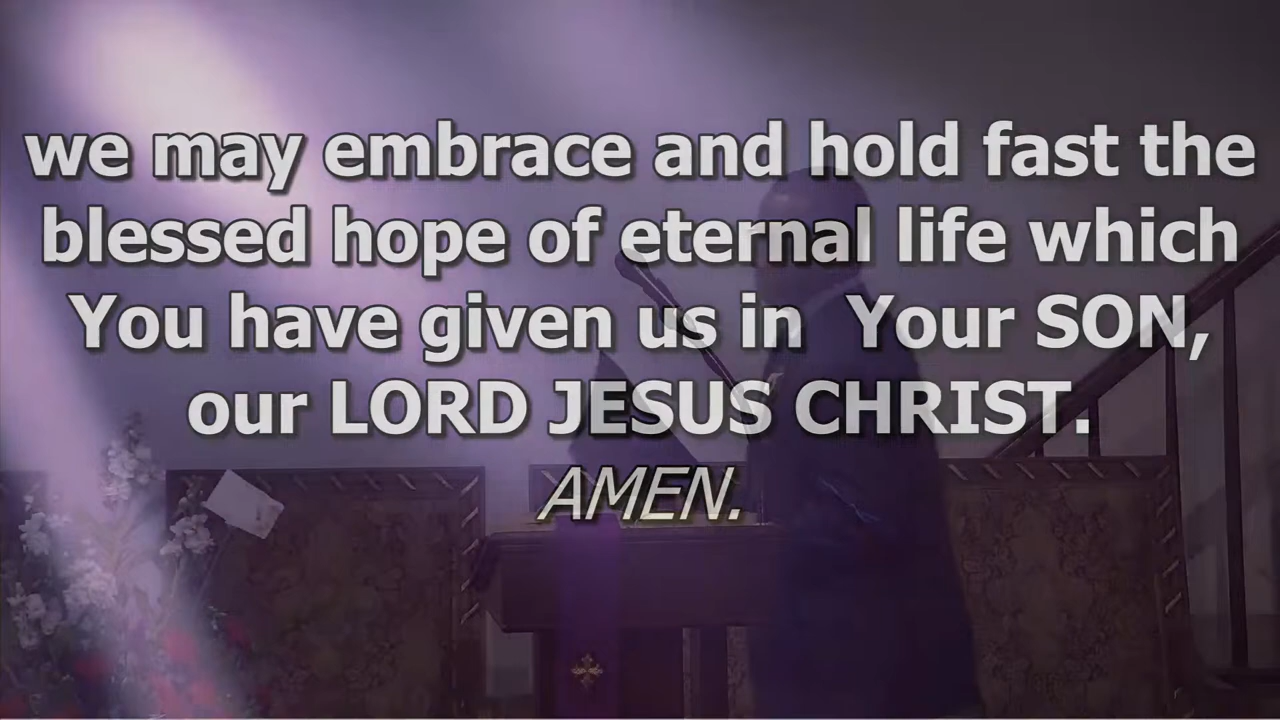 we may embrace and hold fast the
blessed hope of eternal life which
You have given us in  Your SON,
our LORD JESUS CHRIST.
AMEN.